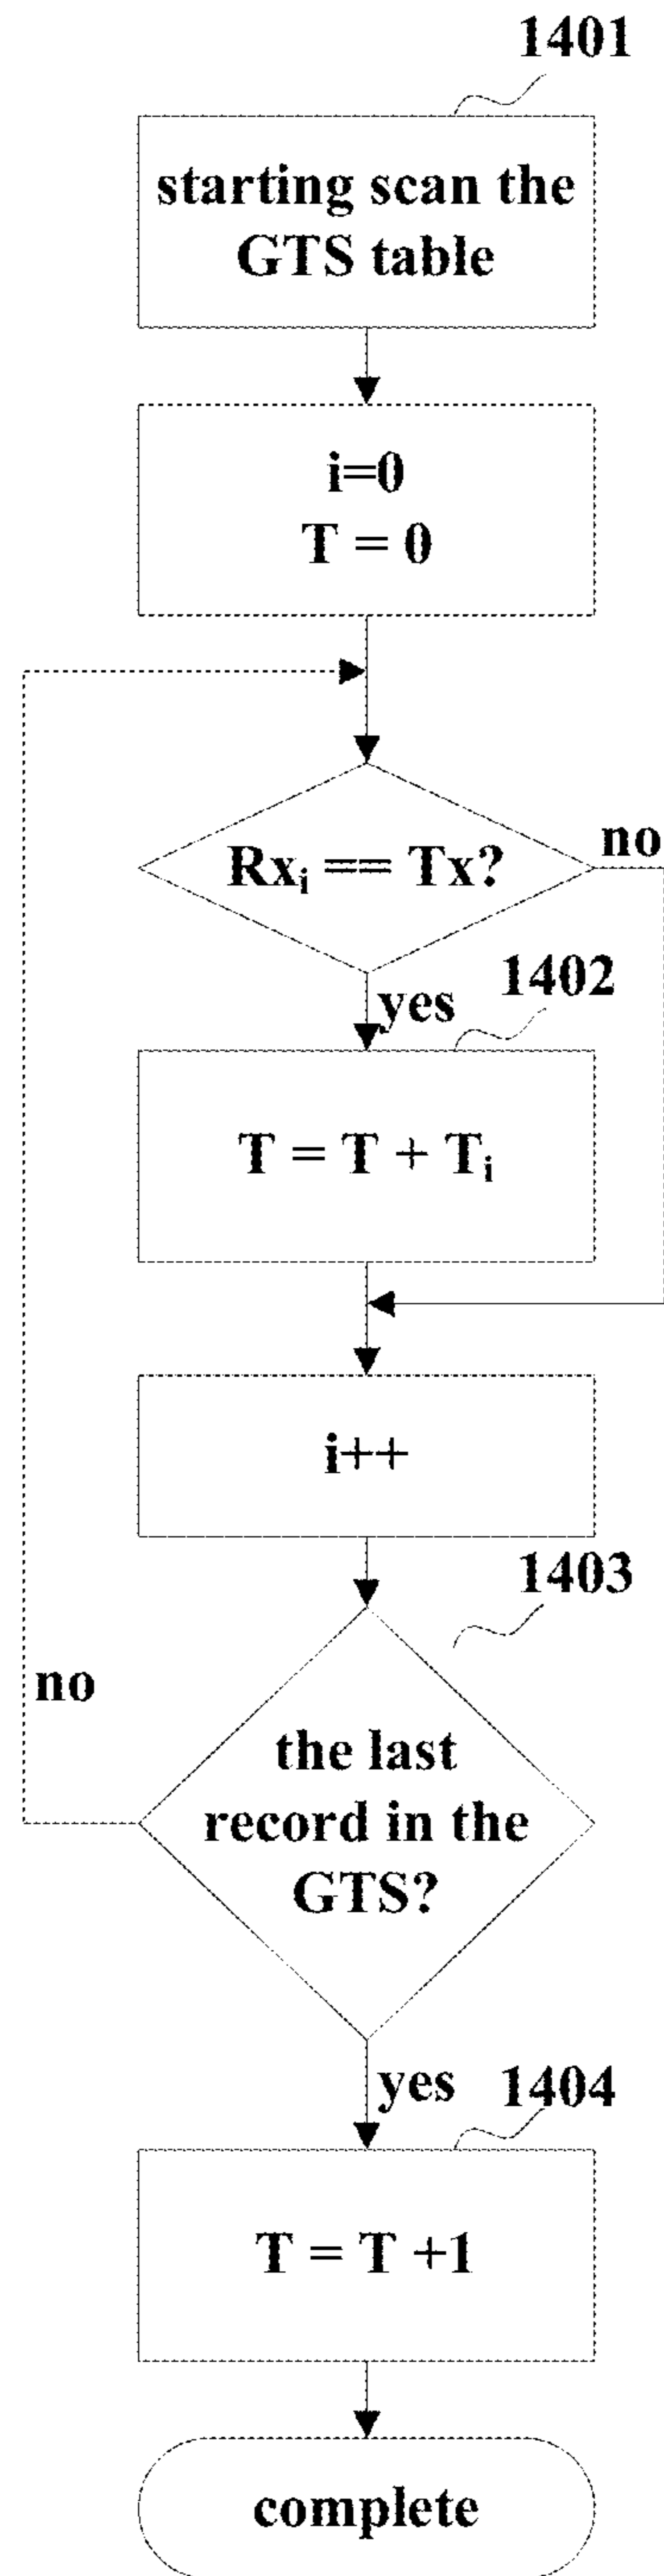 1401
starting scan the
GTS table
i=0
T = 0
Rxᵢ == Tx?
no
yes
1402
T = T + Tᵢ
i++
1403
no
the last
record in the
GTS?
yes
1404
T = T +1
complete